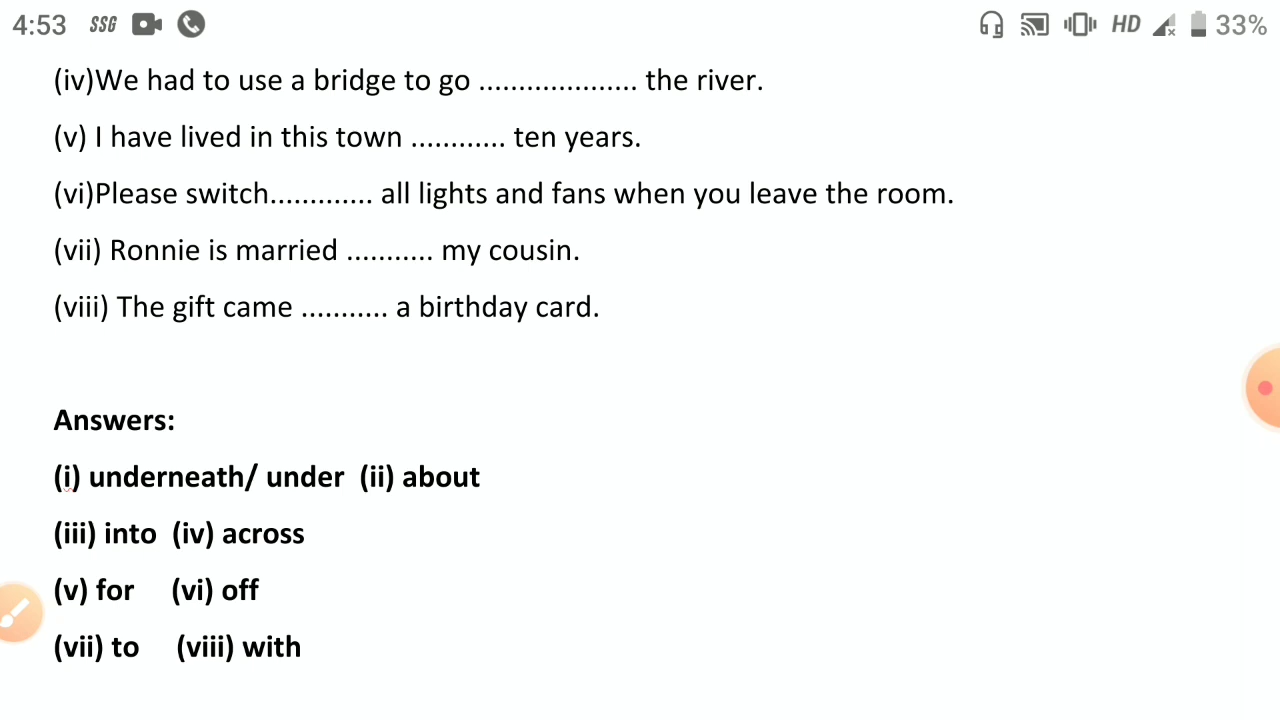 4:53 SSG HD 33%
(iv)We had to use a bridge to go .................... the river.
(v) I have lived in this town ............ ten years.
(vi)Please switch............. all lights and fans when you leave the room.
(vii) Ronnie is married ........... my cousin.
(viii) The gift came ........... a birthday card.
Answers:
(i) underneath/ under (ii) about
(iii) into (iv) across
(v) for (vi) off
(vii) to (viii) with